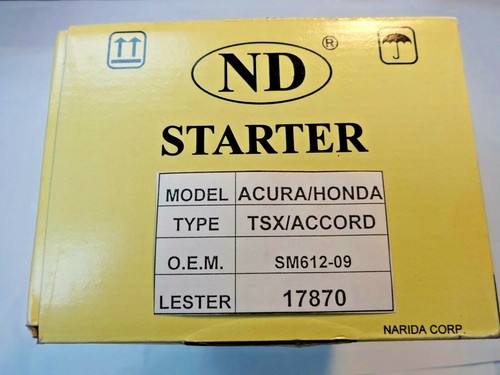 ND ®
STARTER
MODEL ACURA/HONDA
TYPE TSX/ACCORD
O.E.M. SM612-09
LESTER 17870
NARIDA CORP.